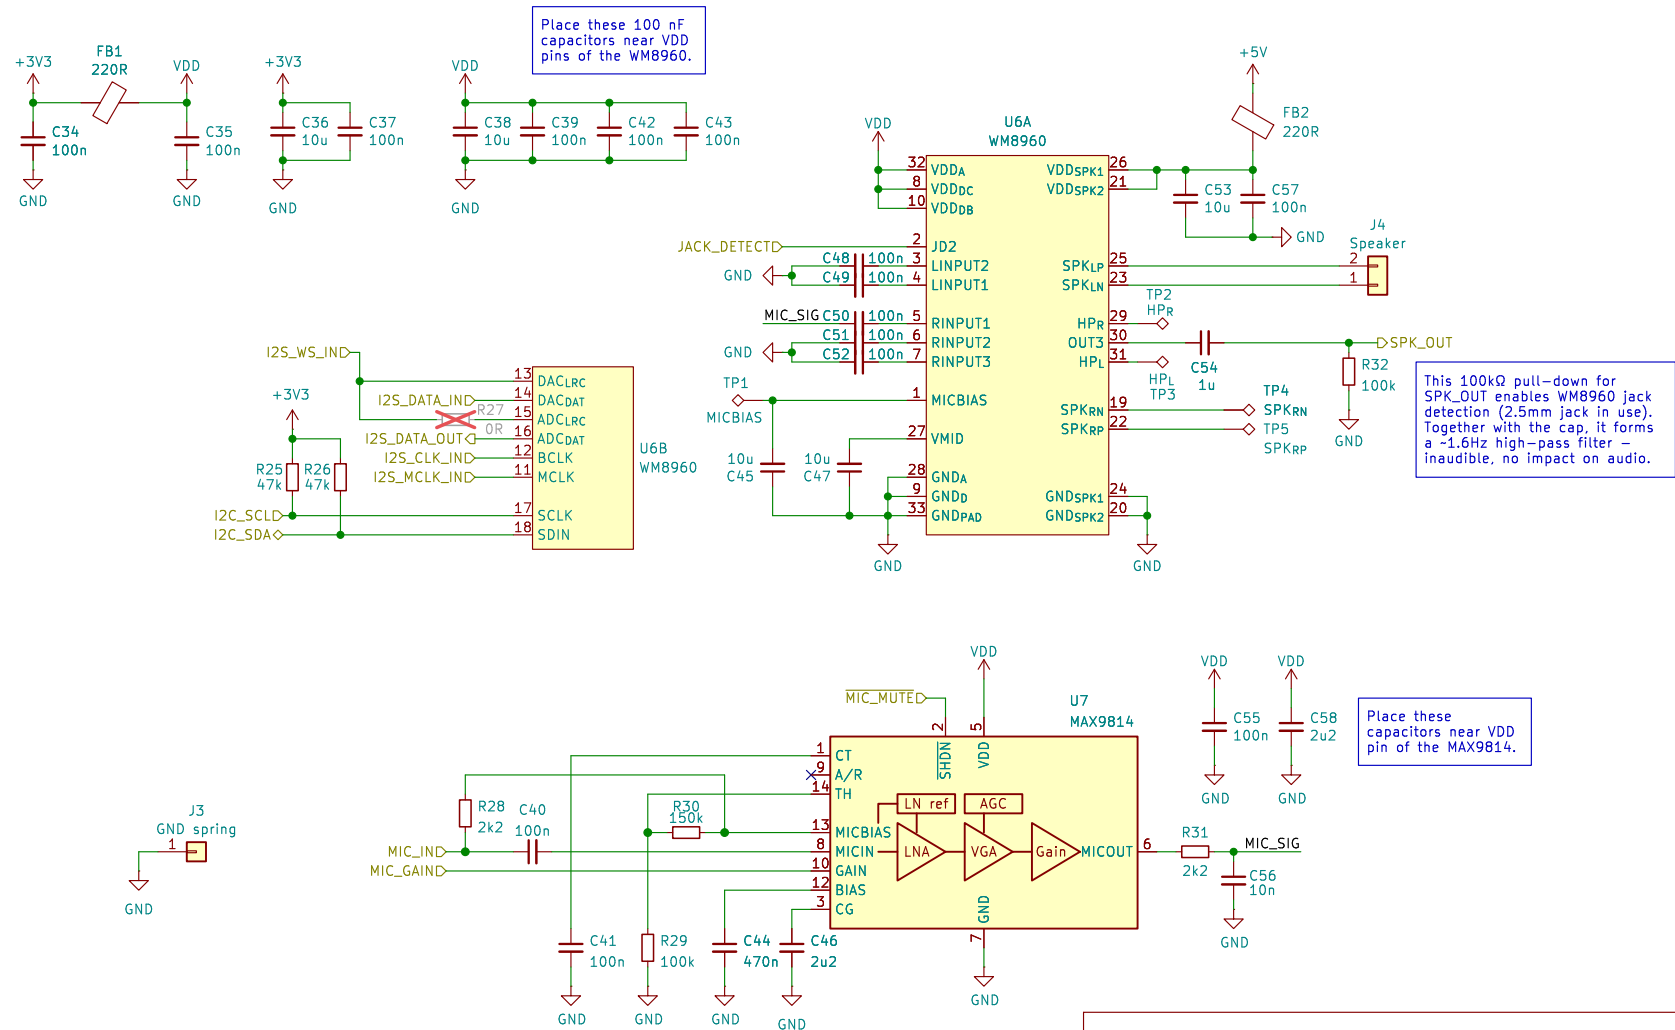 Place these 100 nF
capacitors near VDD
pins of the WM8960.
+3V3
FB1
220R
VDD
C34
100n
C35
100n
GND
GND
+3V3
C36
10u
C37
100n
GND
VDD
C38
10u
C39
100n
C42
100n
C43
100n
GND
VDD
U6A
WM8960
+5V
FB2
220R
32
VDDA
8
VDDDC
10
VDDDB
26
VDDSPK1
21
VDDSPK2
C53
10u
C57
100n
GND
JACK_DETECT
2
JD2
GND
C48
100n
3
LINPUT2
C49
100n
4
LINPUT1
SPKLP
25
SPKLN
23
J4
Speaker
2
1
MIC_SIG
C50
100n
5
RINPUT1
C51
100n
6
RINPUT2
C52
100n
7
RINPUT3
GND
HPR
29
TP2
HPR
OUT3
30
C54
1u
SPK_OUT
HPL
31
HPL
TP3
R32
100k
GND
TP1
MICBIAS
1
MICBIAS
SPKRN
19
TP4
SPKRN
SPKRP
22
TP5
SPKRP
27
VMID
10u
C45
10u
C47
28
GNDA
9
GNDD
33
GNDPAD
GNDSPK1
24
GNDSPK2
20
GND
GND
This 100kΩ pull-down for
SPK_OUT enables WM8960 jack
detection (2.5mm jack in use).
Together with the cap, it forms
a ~1.6Hz high-pass filter –
inaudible, no impact on audio.
I2S_WS_IN
13
DACLRC
I2S_DATA_IN
14
DACDAT
R27
0R
15
ADCLRC
I2S_DATA_OUT
16
ADCDAT
I2S_CLK_IN
12
BCLK
I2S_MCLK_IN
11
MCLK
U6B
WM8960
+3V3
R25
47k
R26
47k
I2C_SCL
17
SCLK
I2C_SDA
18
SDIN
MIC_MUTE
VDD
U7
MAX9814
2
SHDN
5
VDD
1
CT
9
A/R
14
TH
13
MICBIAS
8
MICIN
10
GAIN
12
BIAS
3
CG
LN ref
AGC
LNA
VGA
Gain
MICOUT
6
GND
7
GND
R28
2k2
C40
100n
R30
150k
MIC_IN
MIC_GAIN
C41
100n
R29
100k
C44
470n
C46
2u2
GND
GND
GND
GND
J3
GND spring
1
GND
VDD
C55
100n
GND
VDD
C58
2u2
GND
Place these
capacitors near VDD
pin of the MAX9814.
R31
2k2
MIC_SIG
C56
10n
GND